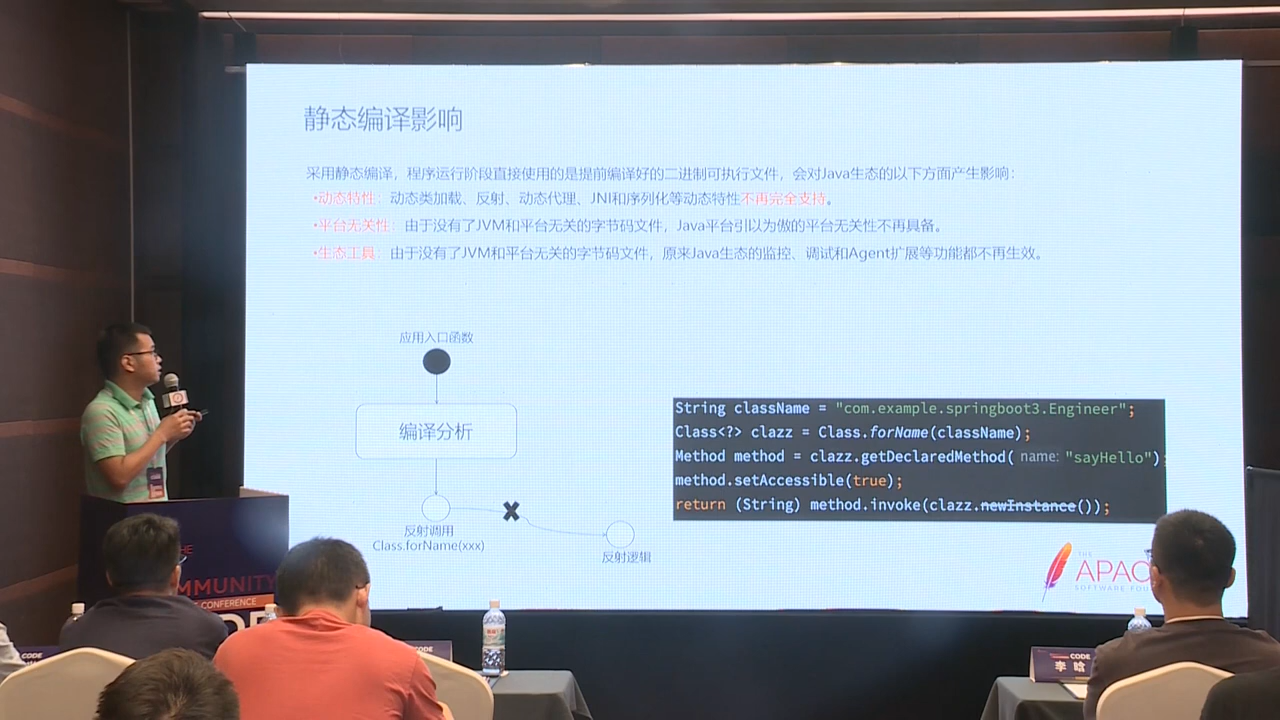 静态编译影响
采用静态编译，程序运行阶段直接使用的是提前编译好的二进制可执行文件，会对Java生态的以下方面产生影响：
•动态特性：动态类加载、反射、动态代理、JNI和序列化等动态特性不再完全支持。
•平台无关性：由于没有了JVM和平台无关的字节码文件，Java平台引以为傲的平台无关性不再具备。
•生态工具：由于没有了JVM和平台无关的字节码文件，原来Java生态的监控、调试和Agent扩展等功能都不再生效。
应用入口函数
编译分析
反射调用
Class.forName(xxx)
反射逻辑
String className = "com.example.springboot3.Engineer";
Class<?> clazz = Class.forName(className);
Method method = clazz.getDeclaredMethod( name: "sayHello");
method.setAccessible(true);
return (String) method.invoke(clazz.newInstance());
THE
APAC
SOFTWARE FOU
HE
MMUNITY
CONFERENCE
CODE
CODE
CODE
李 晗